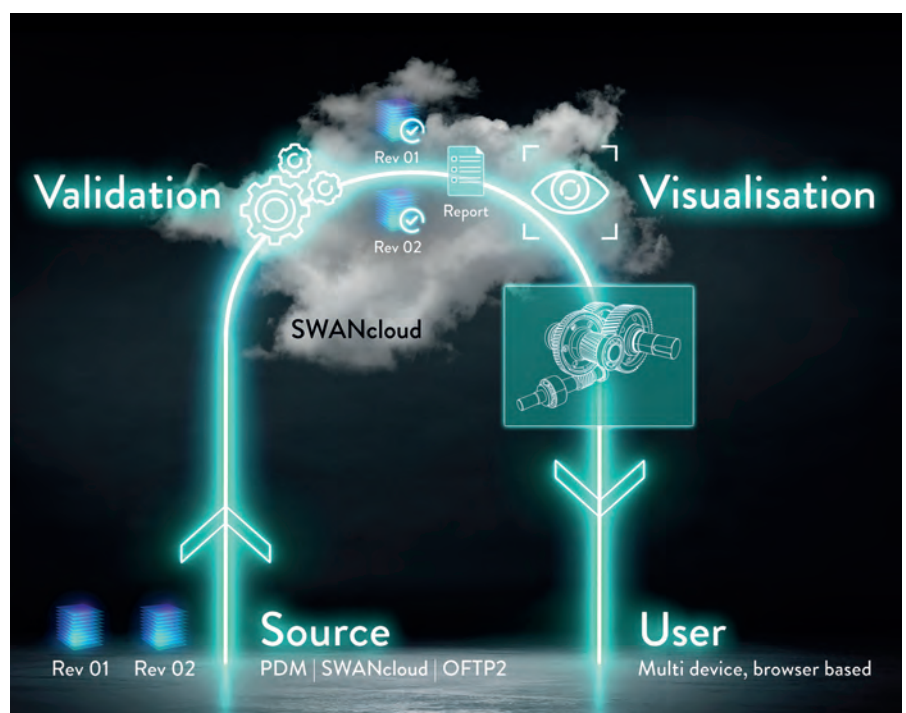 Rev 01
Validation
Report
Visualisation
Rev 02
SWANcloud
Source
User
Rev 01
Rev 02
PDM | SWANcloud | OFTP2
Multi device, browser based